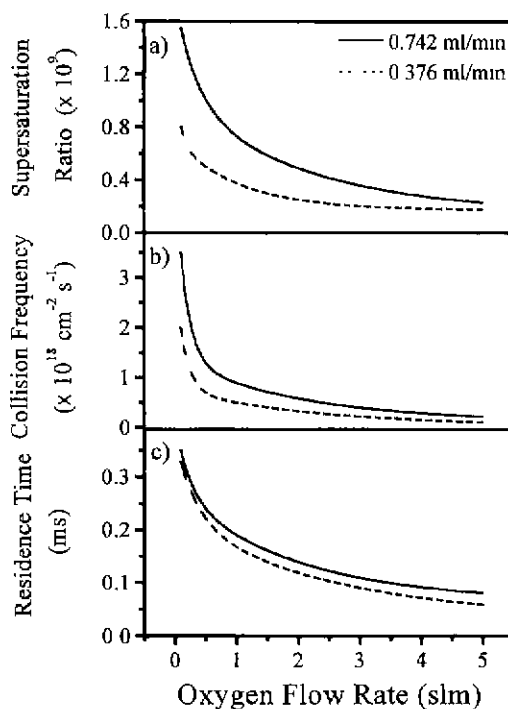 a)
0.742 ml/min
0 376 ml/min
Supersaturation
Ratio (x 10⁹)
1.6
1.2
0.8
0.4
0.0
b)
Collision Frequency
(x 10¹⁸ cm⁻² s⁻¹)
3
2
1
0
c)
Residence Time
(ms)
0.3
0.2
0.1
0 0
0
1
2
3
4
5
Oxygen Flow Rate (slm)